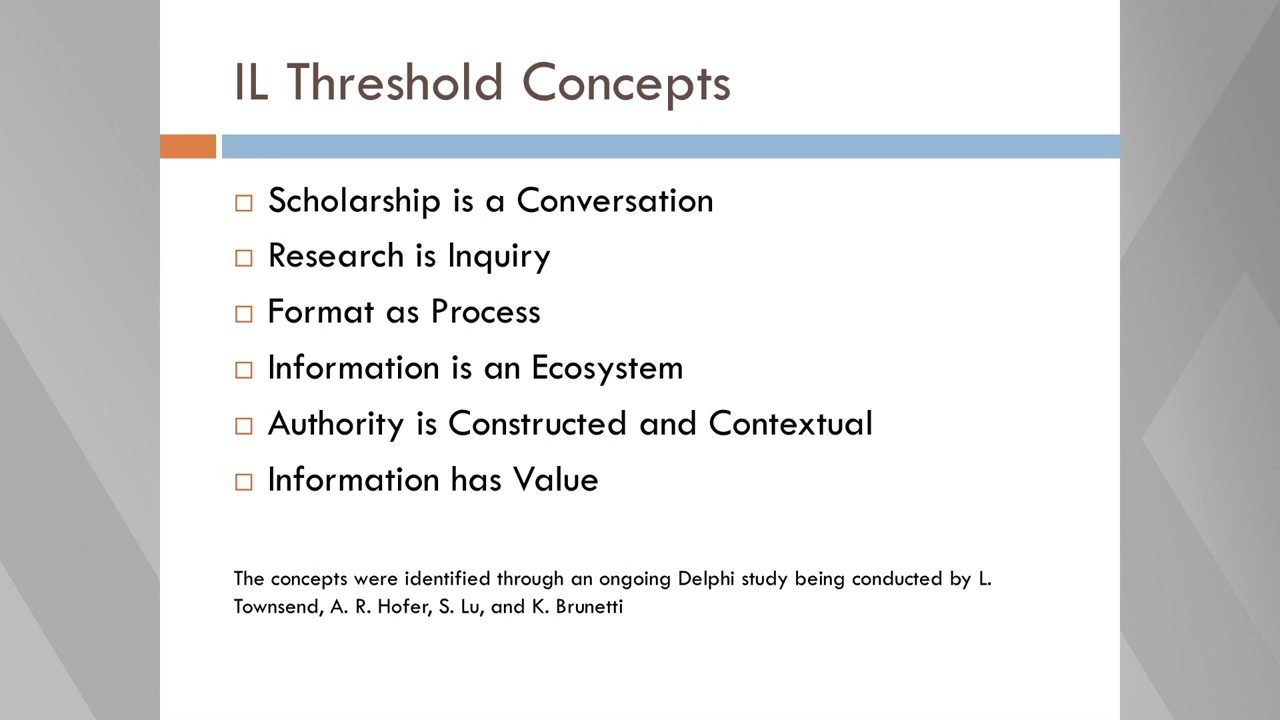 IL Threshold Concepts
Scholarship is a Conversation
Research is Inquiry
Format as Process
Information is an Ecosystem
Authority is Constructed and Contextual
Information has Value
The concepts were identified through an ongoing Delphi study being conducted by L.
Townsend, A. R. Hofer, S. Lu, and K. Brunetti